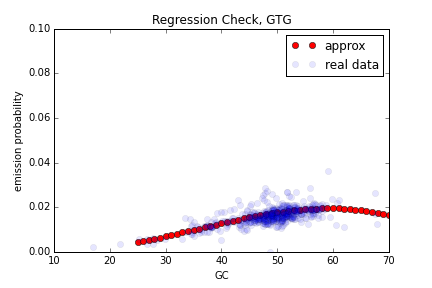 Regression Check, GTG
0.10
0.08
0.06
0.04
0.02
0.00
emission probability
approx
real data
10 20 30 40 50 60 70
GC